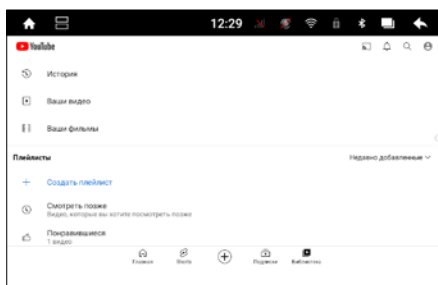 12:29
YouTube
История
Ваши видео
Ваши фильмы
Плейлисты
Недавно добавленные
Создать плейлист
Смотреть позже
Видео, которые вы хотите посмотреть позже
Понравившиеся
1 видео
Главная Shorts Подписки Библиотека